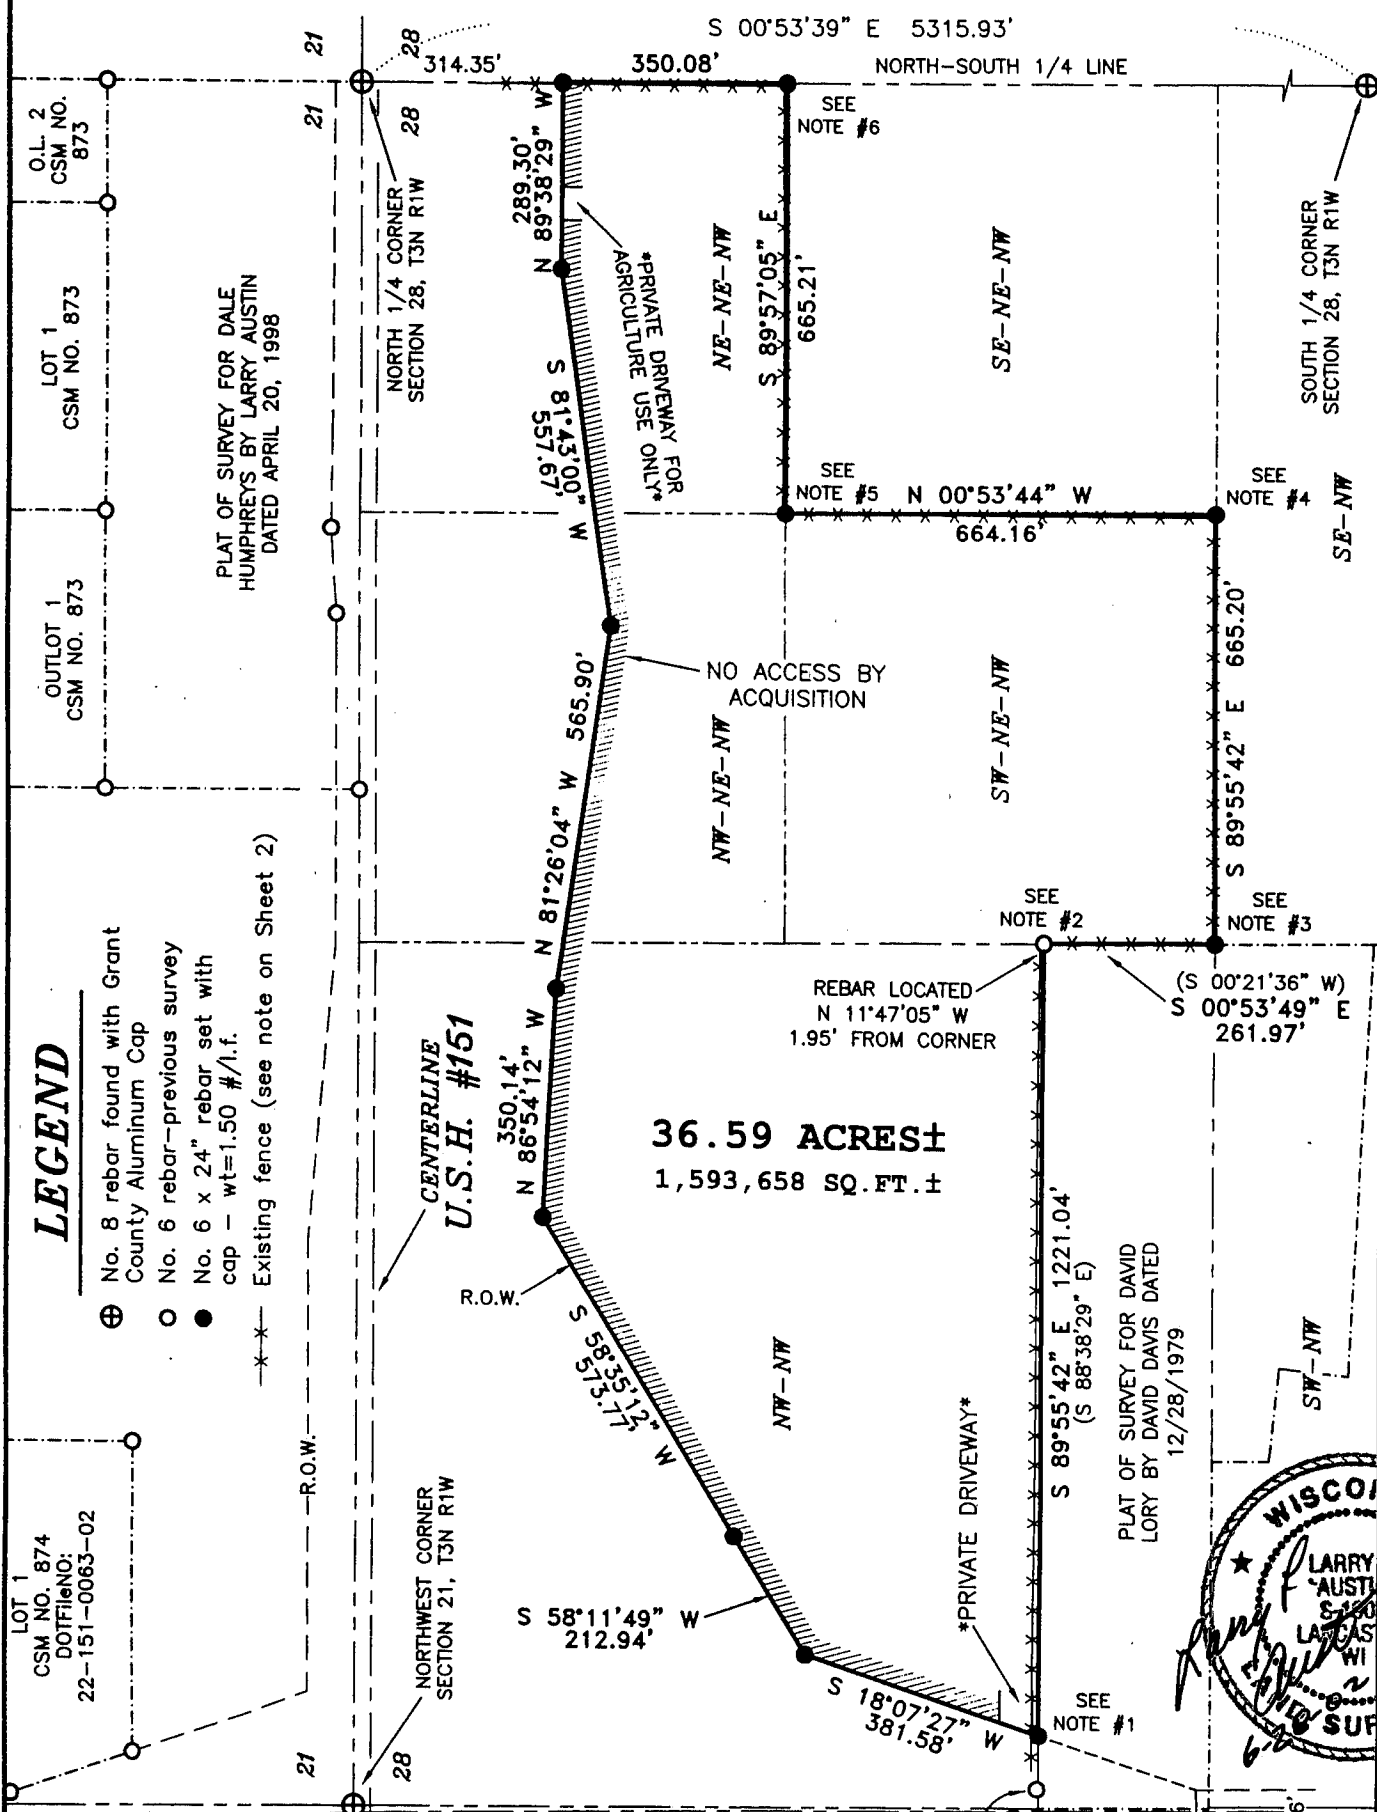 S 00°53'39" E 5315.93'
314.35'
350.08'
NORTH-SOUTH 1/4 LINE
21
28
21
28
O.L. 2
CSM NO.
873
LOT 1
CSM NO. 873
OUTLOT 1
CSM NO. 873
PLAT OF SURVEY FOR DALE
HUMPHREYS BY LARRY AUSTIN
DATED APRIL 20, 1998
NORTH 1/4 CORNER
SECTION 28, T3N R1W
289.30'
N 89°38'29" W
*PRIVATE DRIVEWAY FOR
AGRICULTURE USE ONLY*
NE-NE-NW
SEE
NOTE #6
S 89°57'05" E
665.21'
SE-NE-NW
SOUTH 1/4 CORNER
SECTION 28, T3N R1W
S 81°43'00" W
557.67'
SEE
NOTE #5
N 00°53'44" W
664.16'
SEE
NOTE #4
SE-NW
NO ACCESS BY
ACQUISITION
N 81°26'04" W 565.90'
NW-NE-NW
SW-NE-NW
S 89°55'42" E 665.20'
SEE
NOTE #2
SEE
NOTE #3
(S 00°21'36" W)
S 00°53'49" E
261.97'
REBAR LOCATED
N 11°47'05" W
1.95' FROM CORNER
LEGEND
No. 8 rebar found with Grant
County Aluminum Cap
No. 6 rebar-previous survey
No. 6 x 24" rebar set with
cap - wt=1.50 #/l.f.
Existing fence (see note on Sheet 2)
CENTERLINE
U.S.H. #151
350.14'
N 86°54'12" W
36.59 ACRES±
1,593,658 SQ.FT.±
R.O.W.
S 58°35'12" W
573.77'
NW-NW
S 89°55'42" E 1221.04'
(S 88°38'29" E)
PLAT OF SURVEY FOR DAVID
LORY BY DAVID DAVIS DATED
12/28/1979
SW-NW
LOT 1
CSM NO. 874
DOTFileNO:
22-151-0063-02
R.O.W.
NORTHWEST CORNER
SECTION 21, T3N R1W
21
28
S 58°11'49" W
212.94'
*PRIVATE DRIVEWAY*
S 18°07'27" W
381.58'
SEE
NOTE #1
LARRY
WI